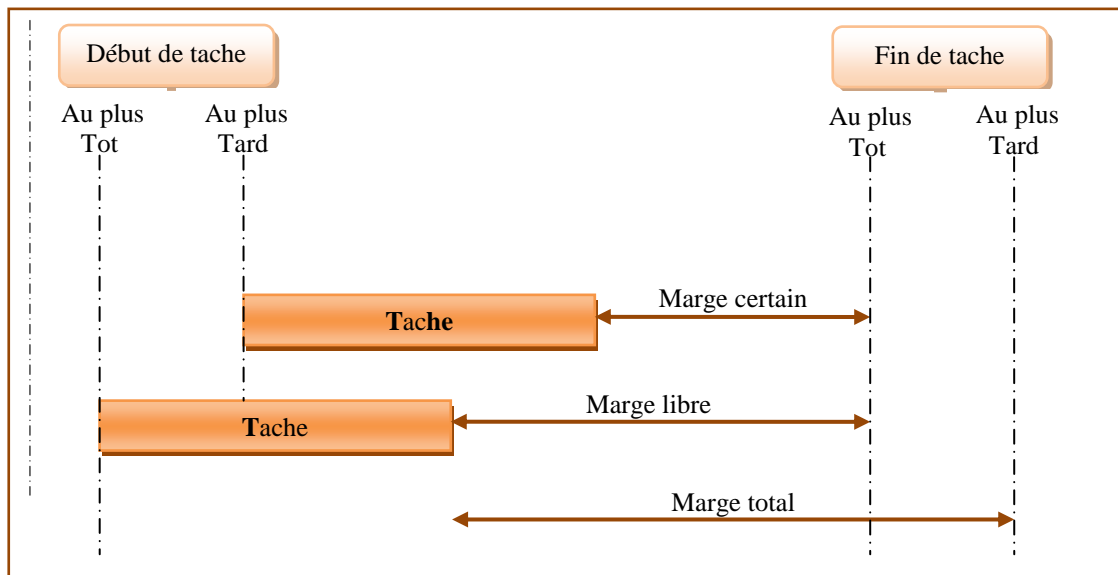 Début de tache
Fin de tache
Au plus
Tot
Au plus
Tard
Au plus
Tot
Au plus
Tard
Marge certain
Tache
Marge libre
Tache
Marge total